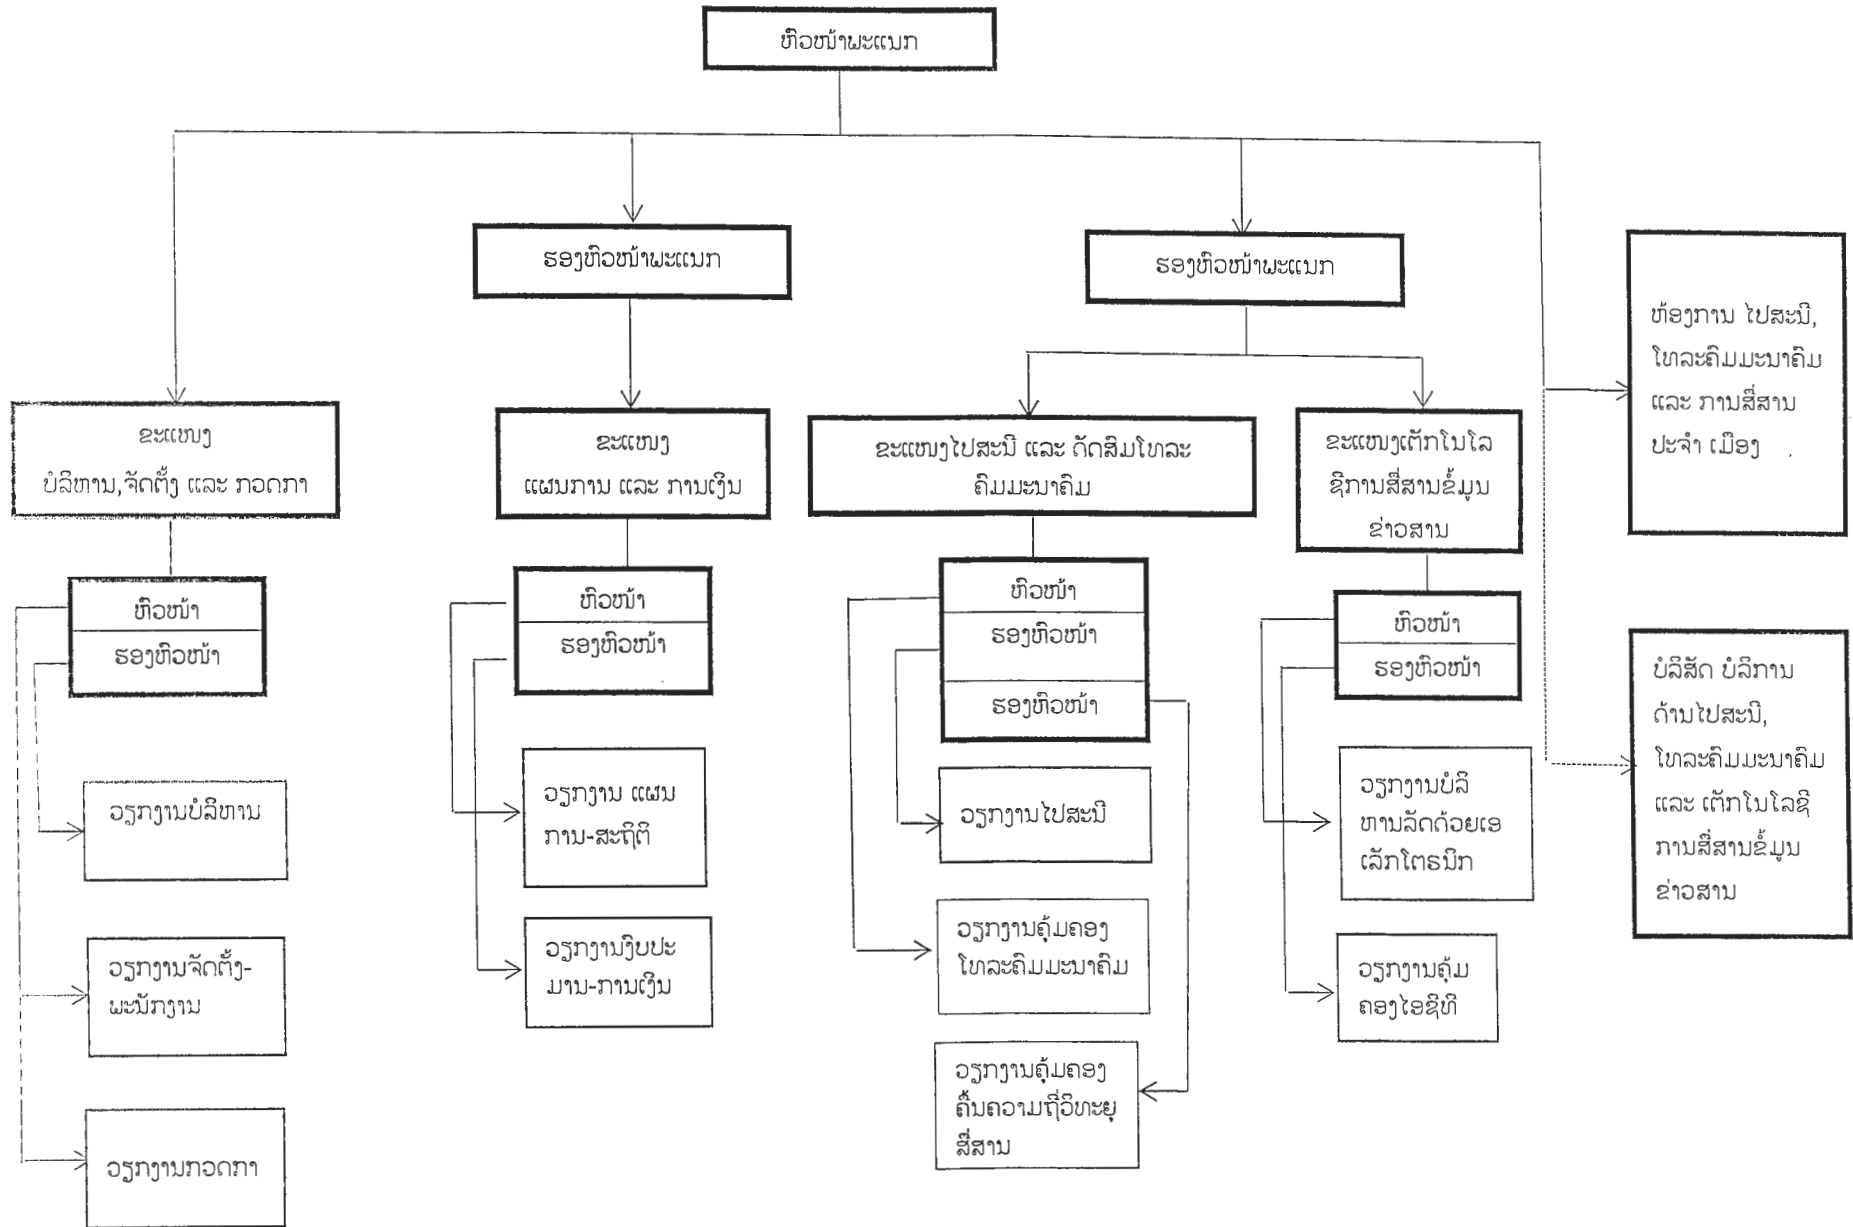 ຫົວໜ້າພະແນກ
ຮອງຫົວໜ້າພະແນກ
ຮອງຫົວໜ້າພະແນກ
ຫ້ອງການ ໄປສະນີ,
ໂທລະຄົມມະນາຄົມ
ແລະ ການສື່ສານ
ປະຈຳ ເມືອງ
ຂະແໜງ
ບໍລິຫານ,ຈັດຕັ້ງ ແລະ ກວດກາ
ຂະແໜງ
ແຜນການ ແລະ ການເງິນ
ຂະແໜງໄປສະນີ ແລະ ດັດສົມໂທລະ
ຄົມມະນາຄົມ
ຂະແໜງເຕັກໂນໂລ
ຊີການສື່ສານຂໍ້ມູນ
ຂ່າວສານ
ຫົວໜ້າ
ຮອງຫົວໜ້າ
ຫົວໜ້າ
ຮອງຫົວໜ້າ
ຫົວໜ້າ
ຮອງຫົວໜ້າ
ຮອງຫົວໜ້າ
ຫົວໜ້າ
ຮອງຫົວໜ້າ
ບໍລິສັດ ບໍລິການ
ດ້ານໄປສະນີ,
ໂທລະຄົມມະນາຄົມ
ແລະ ເຕັກໂນໂລຊີ
ການສື່ສານຂໍ້ມູນ
ຂ່າວສານ
ວຽກງານບໍລິຫານ
ວຽກງານຈັດຕັ້ງ-
ພະນັກງານ
ວຽກງານກວດກາ
ວຽກງານ ແຜນ
ການ-ສະຖິຕິ
ວຽກງານງົບປະ
ມານ-ການເງິນ
ວຽກງານໄປສະນີ
ວຽກງານຄຸ້ມຄອງ
ໂທລະຄົມມະນາຄົມ
ວຽກງານຄຸ້ມຄອງ
ຄື້ນຄວາມຖີ່ວິທະຍຸ
ສື່ສານ
ວຽກງານບໍລິ
ຫານລັດດ້ວຍເອ
ເລັກໂຕຣນິກ
ວຽກງານຄຸ້ມ
ຄອງໄອຊີທີ